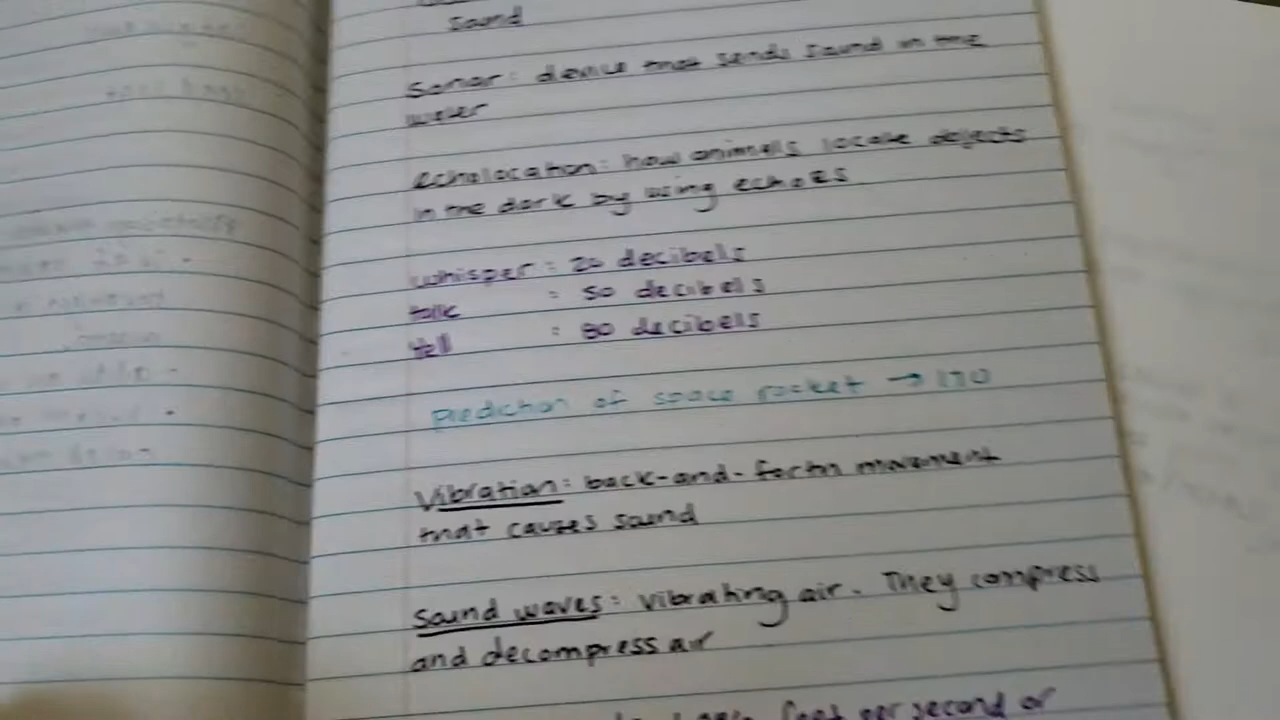 sound
Sonar: device that sends sound in the
water
echolocation: how animals locate objects
in the dark by using echoes
whisper : 20 decibels
talk : 50 decibels
Yell : 80 decibels
Prediction of space rocket → 170
Vibration: back-and-forth movement
that causes sound
Sound waves: vibrating air. They compress
and decompress air
feet per second or